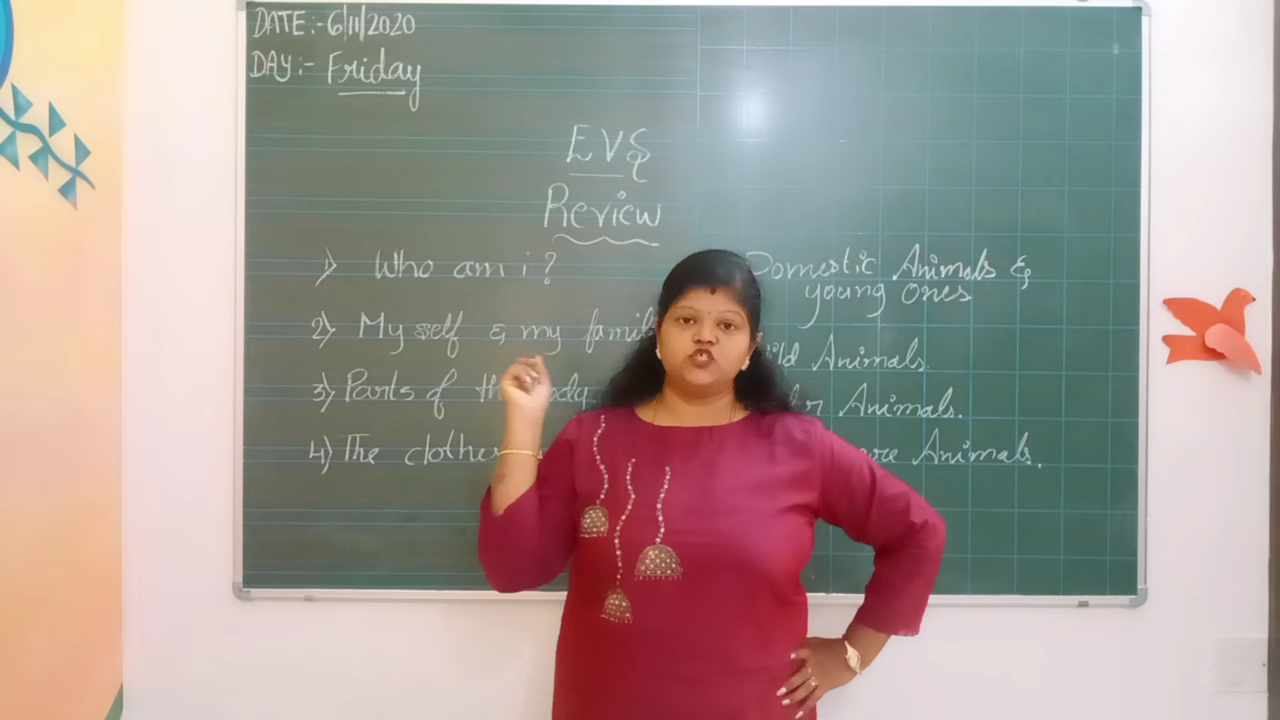 DATE:- 6/11/2020
DAY:- Friday
EVS
Review
1) Who am i?
2) My self & my
3) Parts of
4) The
Domestic Animals &
young ones
Animals.
Animals.
Animals.